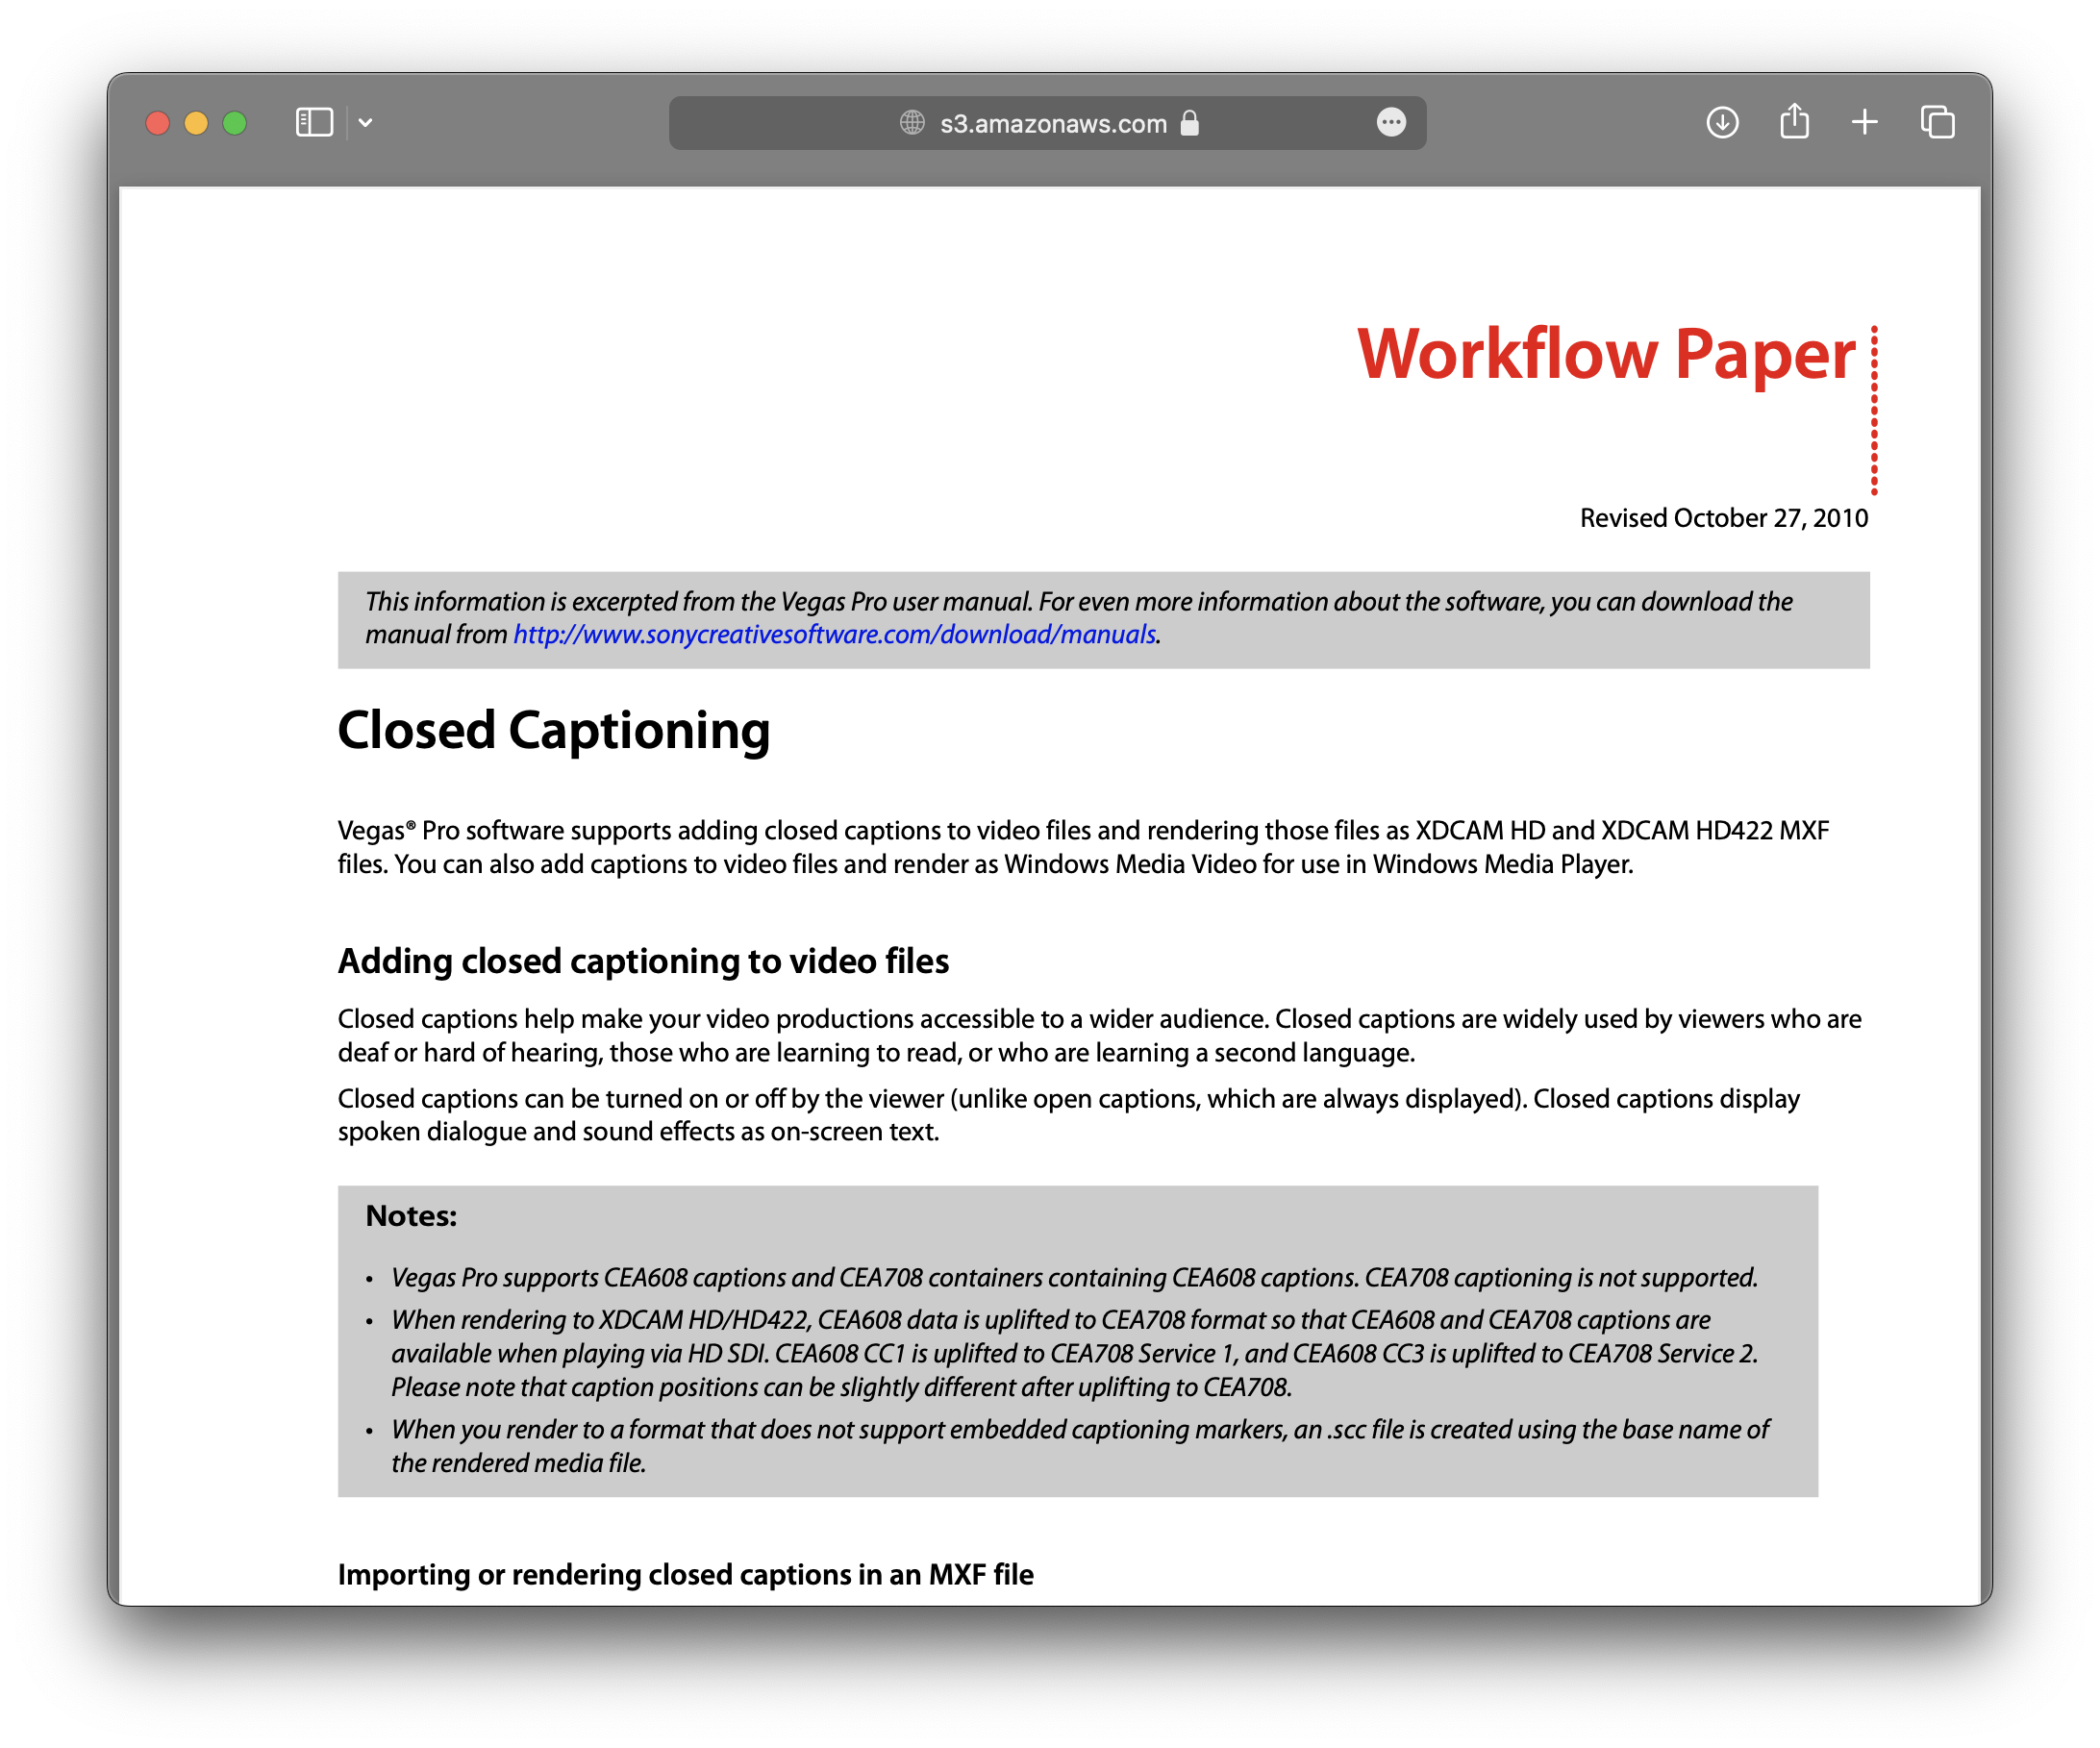 s3.amazonaws.com
Workflow Paper
Revised October 27, 2010
This information is excerpted from the Vegas Pro user manual. For even more information about the software, you can download the
manual from http://www.sonycreativesoftware.com/download/manuals.
Closed Captioning
Vegas® Pro software supports adding closed captions to video files and rendering those files as XDCAM HD and XDCAM HD422 MXF
files. You can also add captions to video files and render as Windows Media Video for use in Windows Media Player.
Adding closed captioning to video files
Closed captions help make your video productions accessible to a wider audience. Closed captions are widely used by viewers who are
deaf or hard of hearing, those who are learning to read, or who are learning a second language.
Closed captions can be turned on or off by the viewer (unlike open captions, which are always displayed). Closed captions display
spoken dialogue and sound effects as on-screen text.
Notes:
• Vegas Pro supports CEA608 captions and CEA708 containers containing CEA608 captions. CEA708 captioning is not supported.
• When rendering to XDCAM HD/HD422, CEA608 data is uplifted to CEA708 format so that CEA608 and CEA708 captions are
available when playing via HD SDI. CEA608 CC1 is uplifted to CEA708 Service 1, and CEA608 CC3 is uplifted to CEA708 Service 2.
Please note that caption positions can be slightly different after uplifting to CEA708.
• When you render to a format that does not support embedded captioning markers, an .scc file is created using the base name of
the rendered media file.
Importing or rendering closed captions in an MXF file